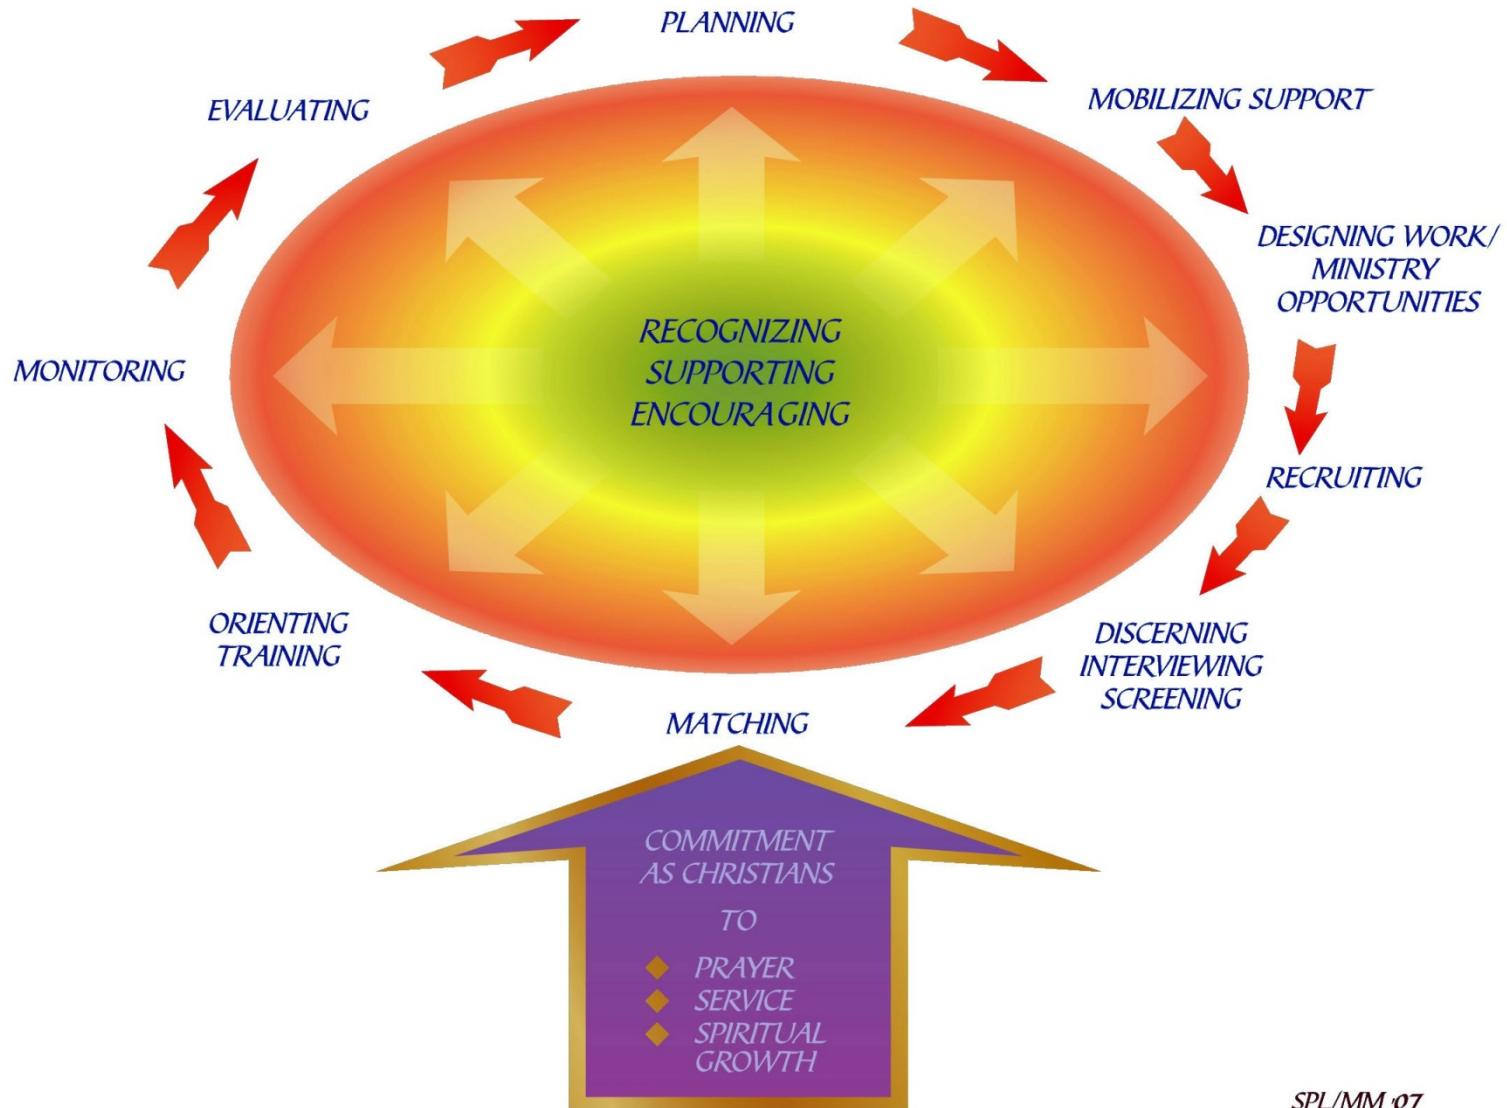 PLANNING
MOBILIZING SUPPORT
DESIGNING WORK/
MINISTRY
OPPORTUNITIES
RECRUITING
DISCERNING
INTERVIEWING
SCREENING
MATCHING
ORIENTING
TRAINING
MONITORING
EVALUATING
RECOGNIZING
SUPPORTING
ENCOURAGING
COMMITMENT
AS CHRISTIANS
TO
PRAYER
SERVICE
SPIRITUAL
GROWTH
SPL/MM '07